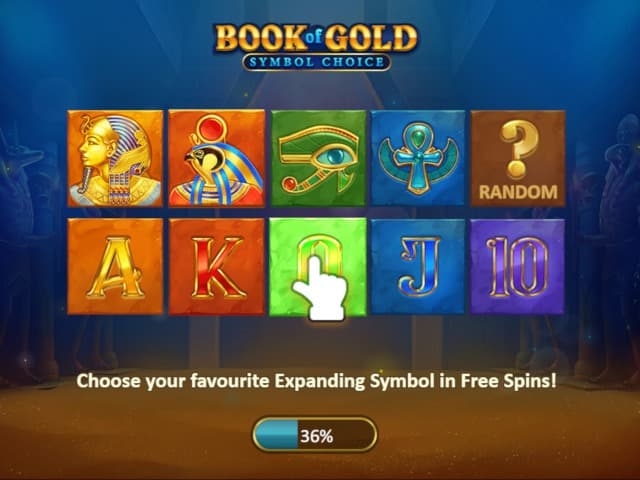 BOOK of GOLD
SYMBOL CHOICE
RANDOM
A K Q J 10
Choose your favourite Expanding Symbol in Free Spins!
36%